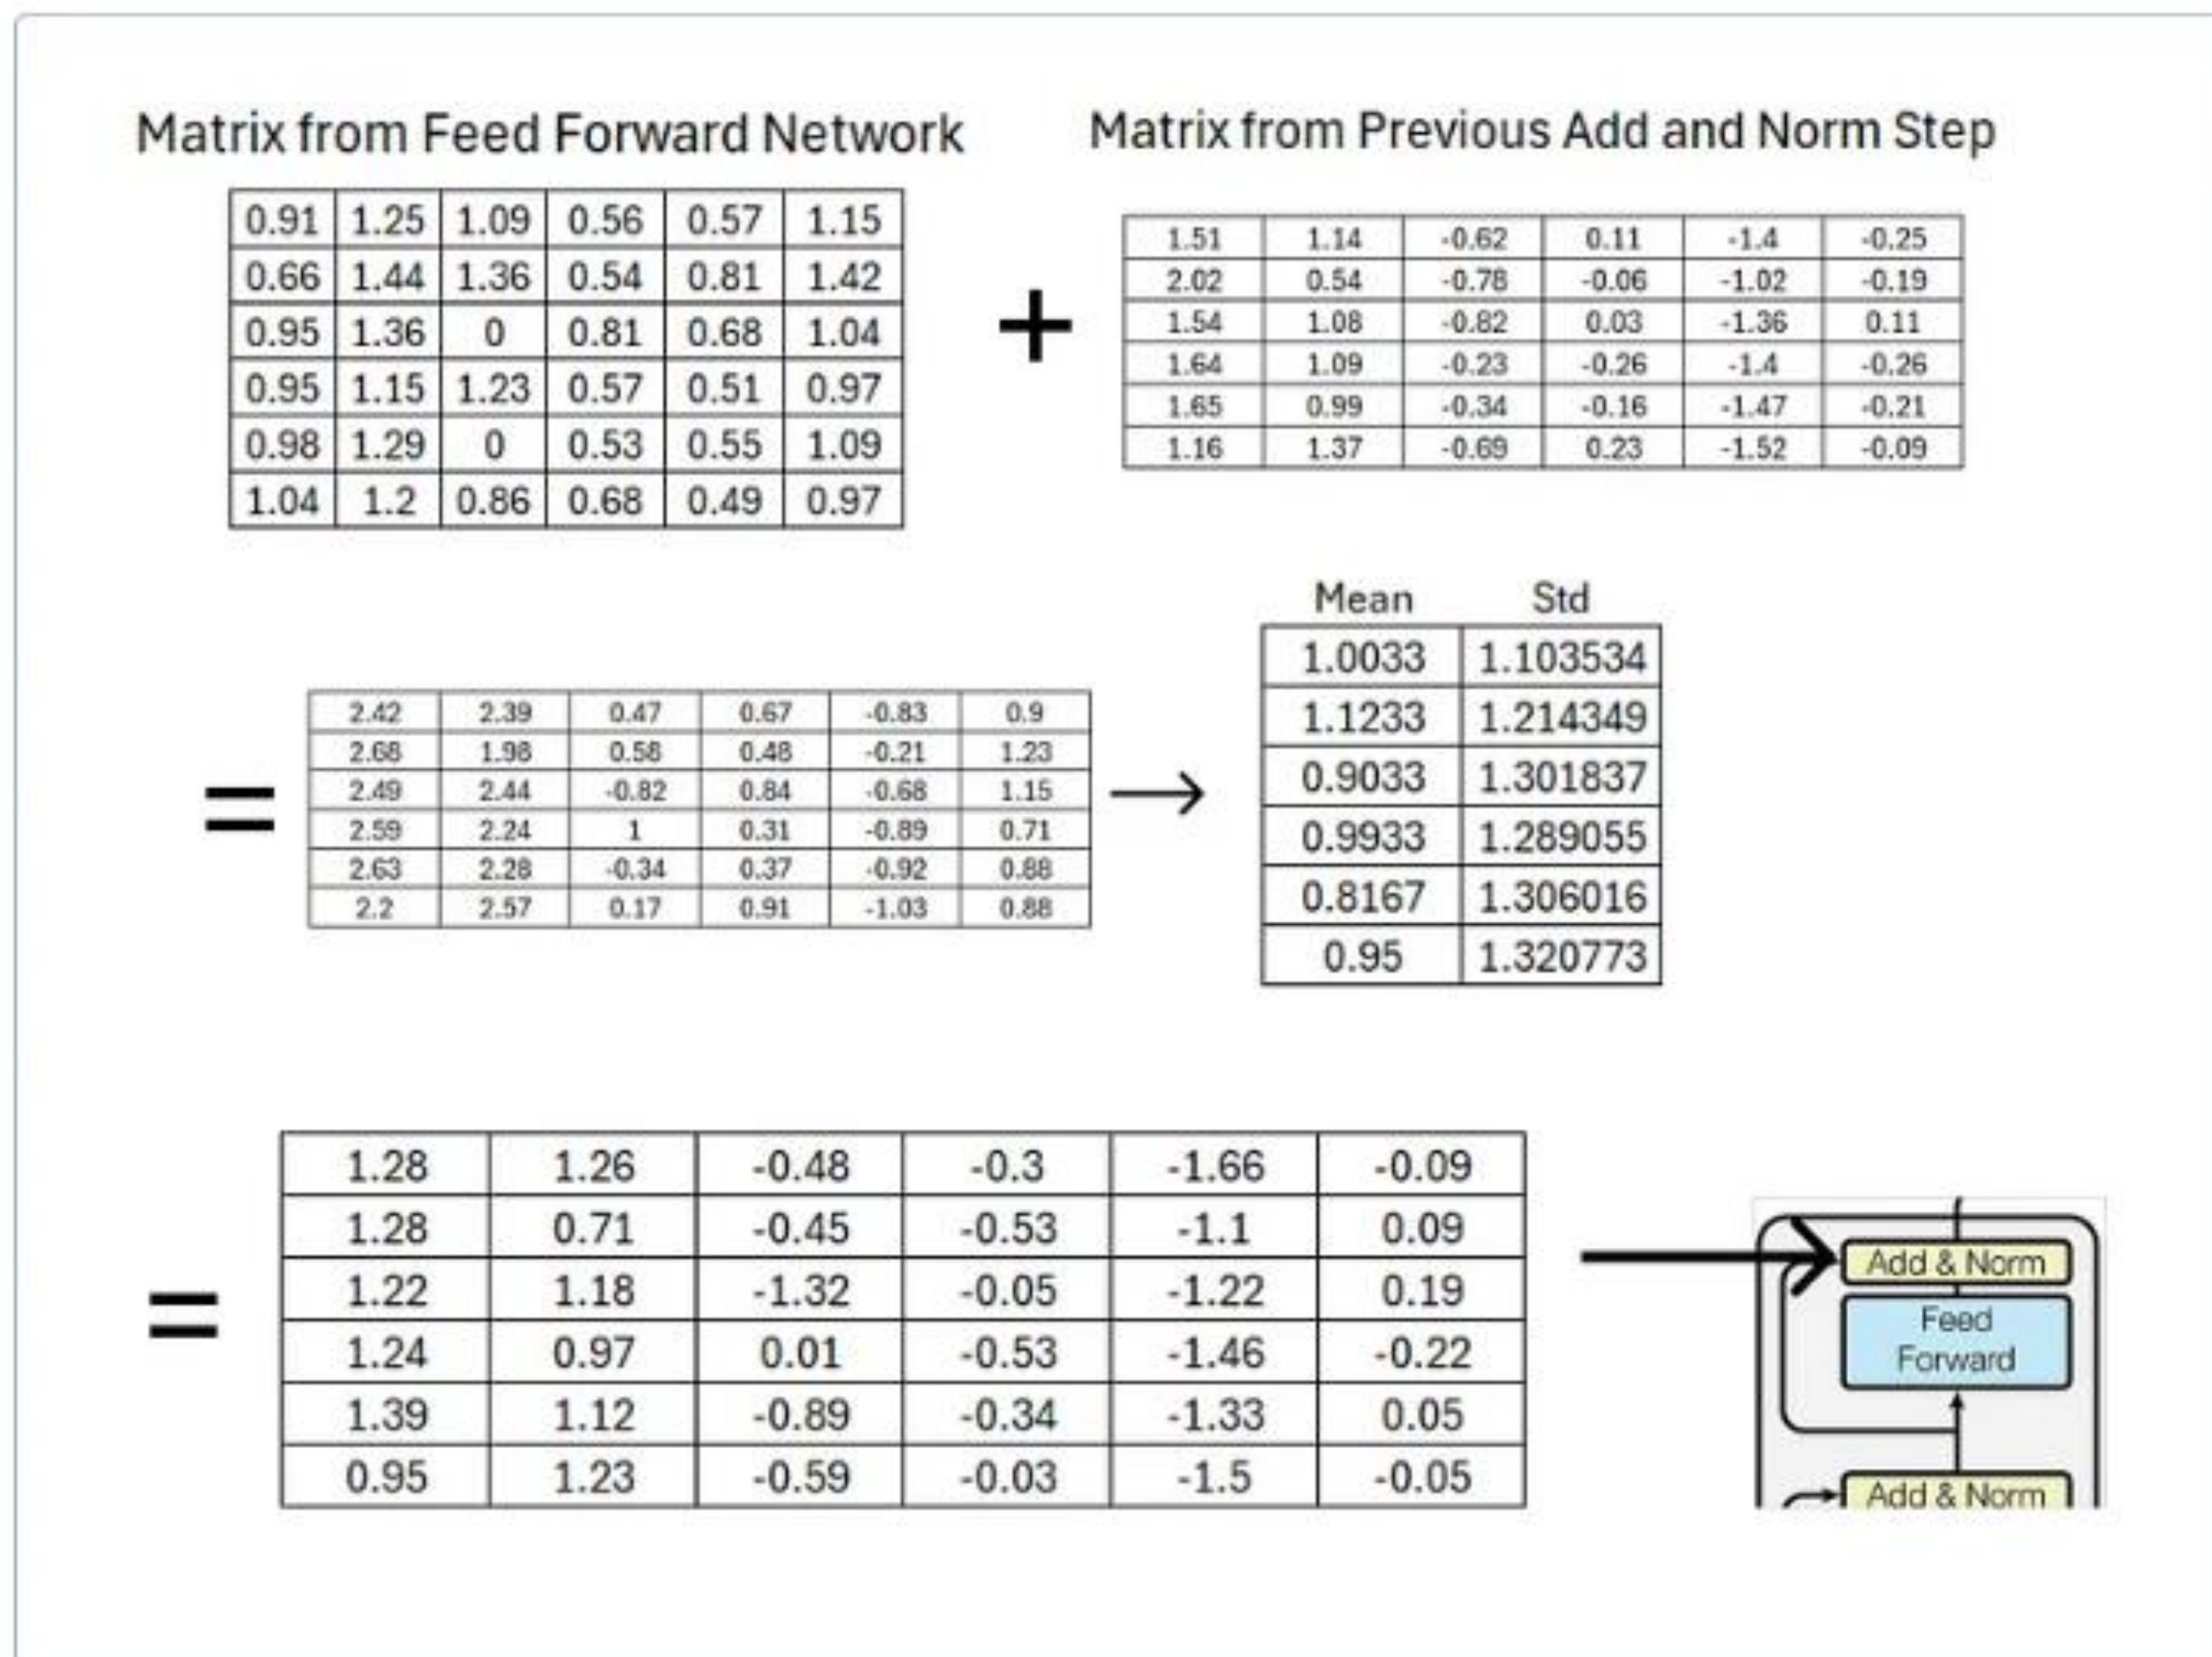 Matrix from Feed Forward Network
0.91 1.25 1.09 0.56 0.57 1.15
0.66 1.44 1.36 0.54 0.81 1.42
0.95 1.36 0 0.81 0.68 1.04
0.95 1.15 1.23 0.57 0.51 0.97
0.98 1.29 0 0.53 0.55 1.09
1.04 1.2 0.86 0.68 0.49 0.97
+
Matrix from Previous Add and Norm Step
1.51 1.14 -0.62 0.11 -1.4 -0.25
2.02 0.54 -0.78 -0.06 -1.02 -0.19
1.54 1.08 -0.82 0.03 -1.36 0.11
1.64 1.09 -0.23 -0.26 -1.4 -0.26
1.65 0.99 -0.34 -0.16 -1.47 -0.21
1.16 1.37 -0.69 0.23 -1.52 -0.09
=
2.42 2.39 0.47 0.67 -0.83 0.9
2.68 1.98 0.58 0.48 -0.21 1.23
2.49 2.44 -0.82 0.84 -0.68 1.15
2.59 2.24 1 0.31 -0.89 0.71
2.63 2.28 -0.34 0.37 -0.92 0.88
2.2 2.57 0.17 0.91 -1.03 0.88
→
Mean Std
1.0033 1.103534
1.1233 1.214349
0.9033 1.301837
0.9933 1.289055
0.8167 1.306016
0.95 1.320773
=
1.28 1.26 -0.48 -0.3 -1.66 -0.09
1.28 0.71 -0.45 -0.53 -1.1 0.09
1.22 1.18 -1.32 -0.05 -1.22 0.19
1.24 0.97 0.01 -0.53 -1.46 -0.22
1.39 1.12 -0.89 -0.34 -1.33 0.05
0.95 1.23 -0.59 -0.03 -1.5 -0.05
Add & Norm
Feed
Forward
Add & Norm